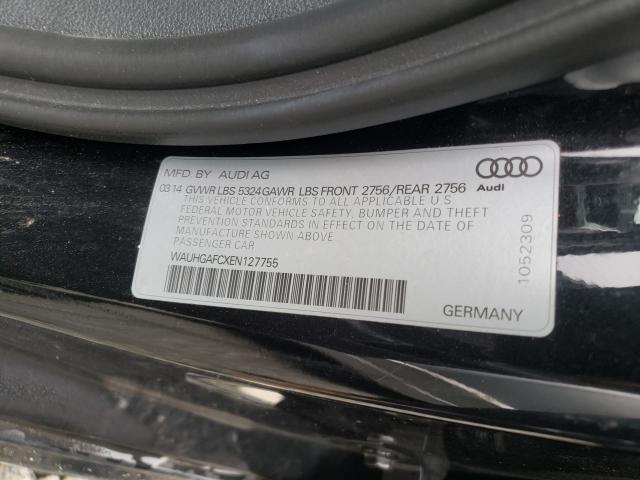 MFD. BY AUDI AG
03 14 GVWR LBS 5324 GAWR LBS FRONT 2756/REAR 2756
THIS VEHICLE CONFORMS TO ALL APPLICABLE U S
FEDERAL MOTOR VEHICLE SAFETY, BUMPER AND THEFT
PREVENTION STANDARDS IN EFFECT ON THE DATE OF
MANUFACTURE SHOWN ABOVE
PASSENGER CAR
WAUHGAFCXEN127755
Audi
1052309
GERMANY